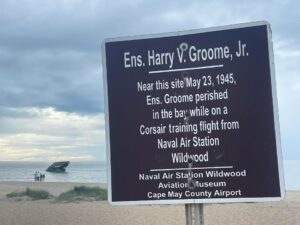 Ens. Harry V. Groome, Jr.
Near this site May 23, 1945,
Ens. Groome perished
in the bay while on a
Corsair training flight from
Naval Air Station
Wildwood
Naval Air Station Wildwood
Aviation Museum
Cape May County Airport